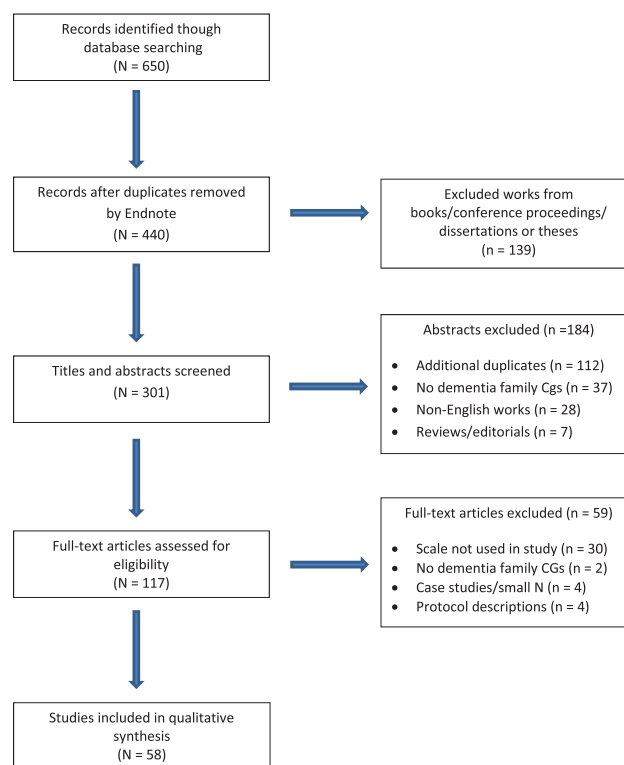 Records identified though
database searching
(N = 650)
Records after duplicates removed
by Endnote
(N = 440)
Excluded works from
books/conference proceedings/
dissertations or theses
(n = 139)
Titles and abstracts screened
(N = 301)
Abstracts excluded (n =184)
• Additional duplicates (n = 112)
• No dementia family Cgs (n = 37)
• Non-English works (n = 28)
• Reviews/editorials (n = 7)
Full-text articles assessed for
eligibility
(N = 117)
Full-text articles excluded (n = 59)
• Scale not used in study (n = 30)
• No dementia family CGs (n = 2)
• Case studies/small N (n = 4)
• Protocol descriptions (n = 4)
Studies included in qualitative
synthesis
(N = 58)